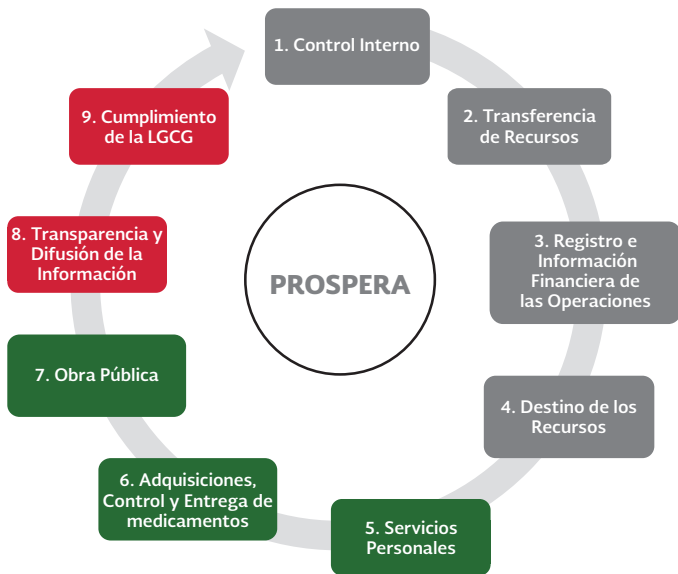 1. Control Interno
2. Transferencia
de Recursos
3. Registro e
Información
Financiera de
las Operaciones
4. Destino de los
Recursos
5. Servicios
Personales
6. Adquisiciones,
Control y Entrega de
medicamentos
7. Obra Pública
8. Transparencia y
Difusión de la
Información
9. Cumplimiento
de la LGCG
PROSPERA